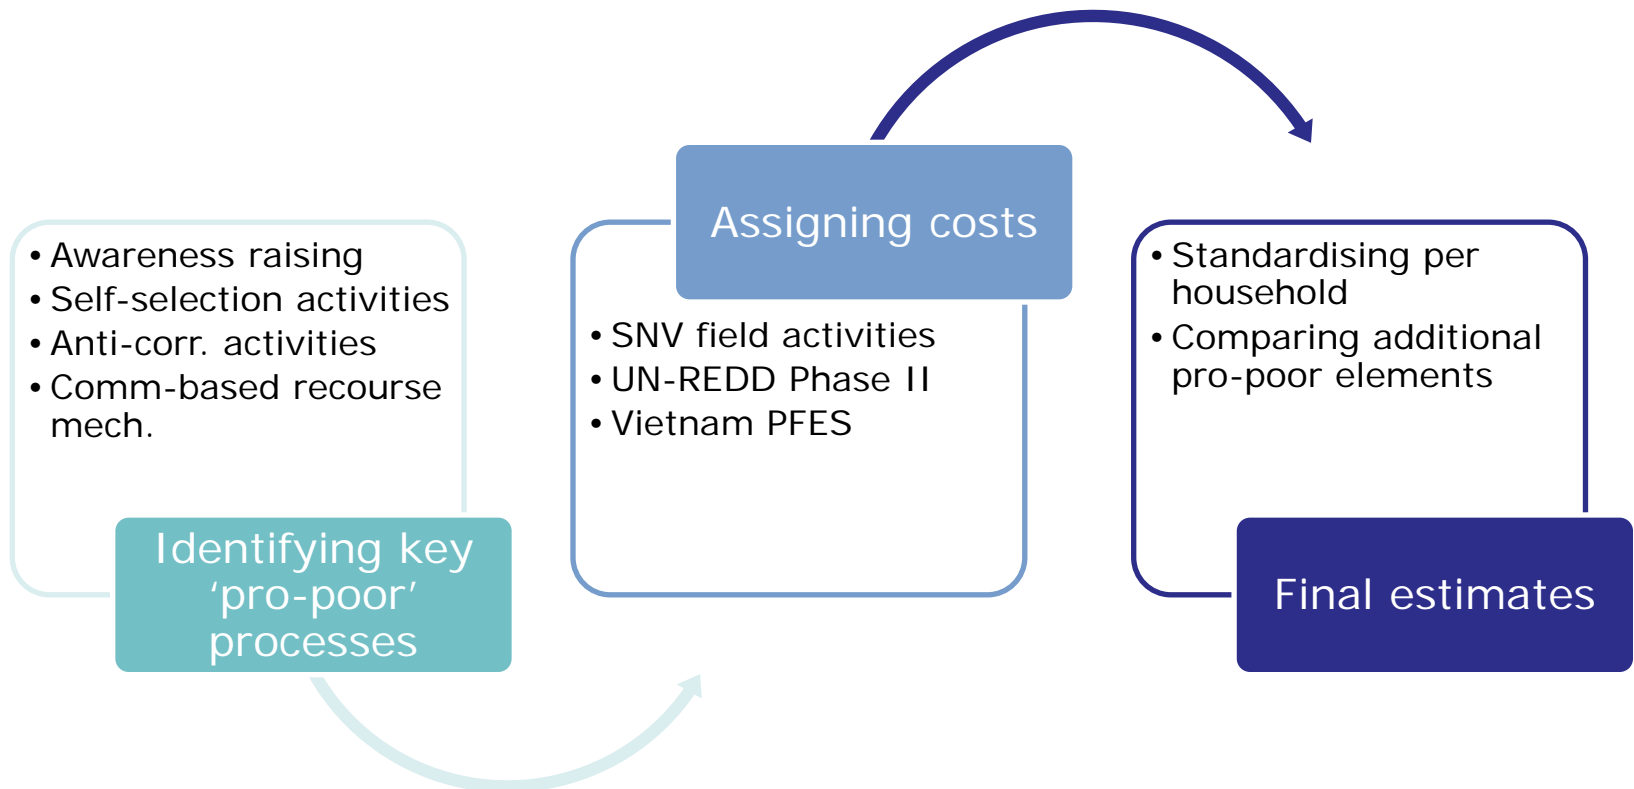 • Awareness raising
• Self-selection activities
• Anti-corr. activities
• Comm-based recourse
mech.
Identifying key
‘pro-poor’
processes
Assigning costs
• SNV field activities
• UN-REDD Phase II
• Vietnam PFES
• Standardising per
household
• Comparing additional
pro-poor elements
Final estimates